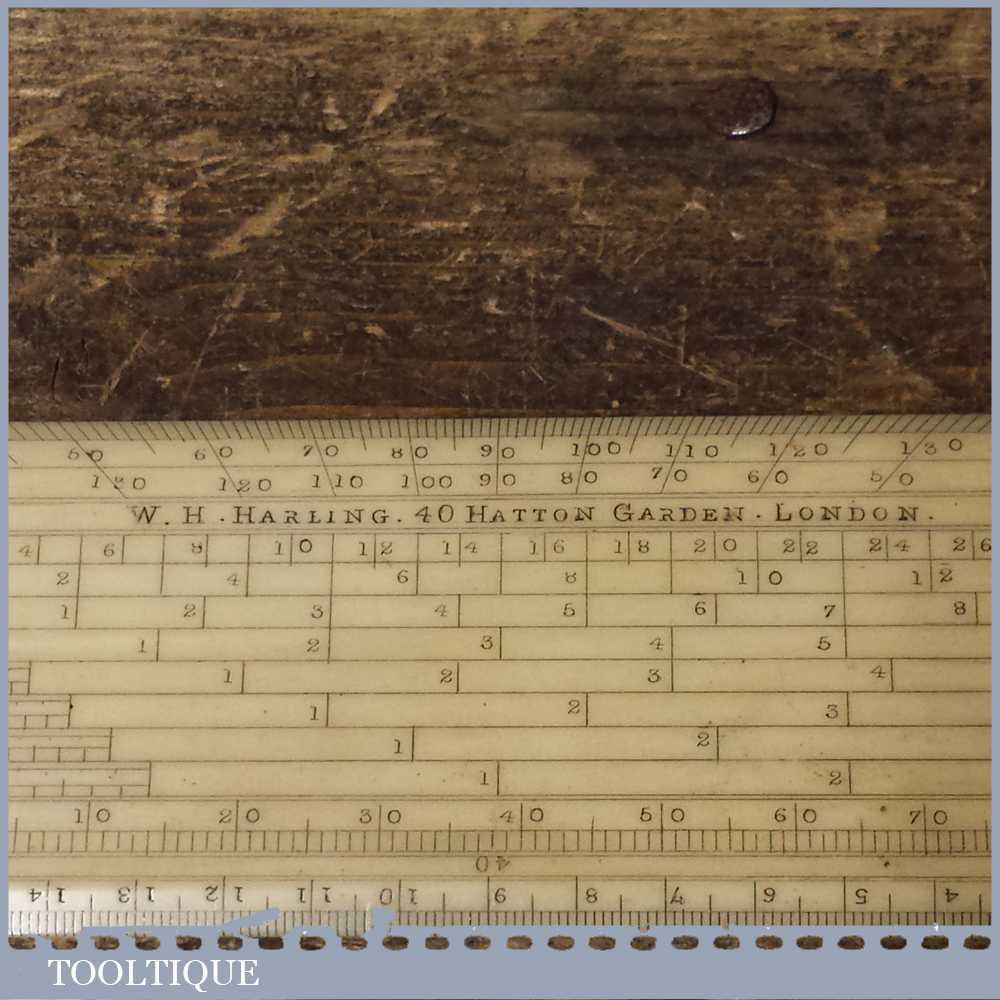 50 60 70 80 90 100 110 120 130
130 120 110 100 90 80 70 60 50
W. H. HARLING. 40 HATTON GARDEN. LONDON.
4 6 8 10 12 14 16 18 20 22 24 26
2 4 6 8 10 12
1 2 3 4 5 6 7 8
1 2 3 4 5
1 2 3 4
1 2 3
1 2
1 2
10 20 30 40 50 60 70
40
14 13 12 11 10 9 8 7 6 5 4
TOOLTIQUE